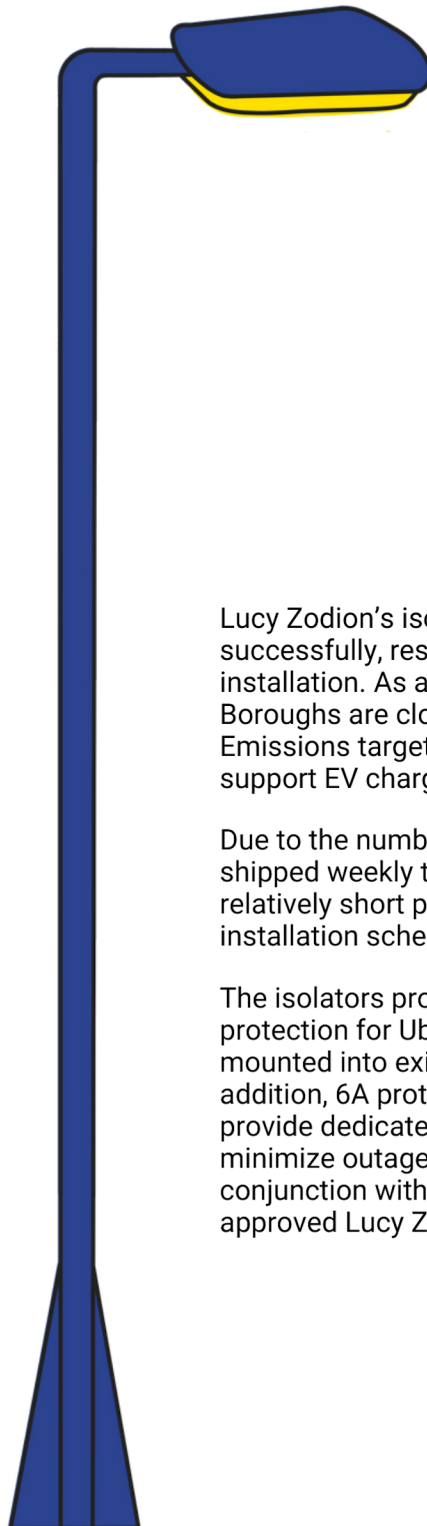 Lucy Zodion’s iso
successfully, res
installation. As a
Boroughs are clo
Emissions target
support EV charg
Due to the numb
shipped weekly t
relatively short p
installation sche
The isolators pro
protection for Ub
mounted into exi
addition, 6A prot
provide dedicate
minimize outage
conjunction with
approved Lucy Z